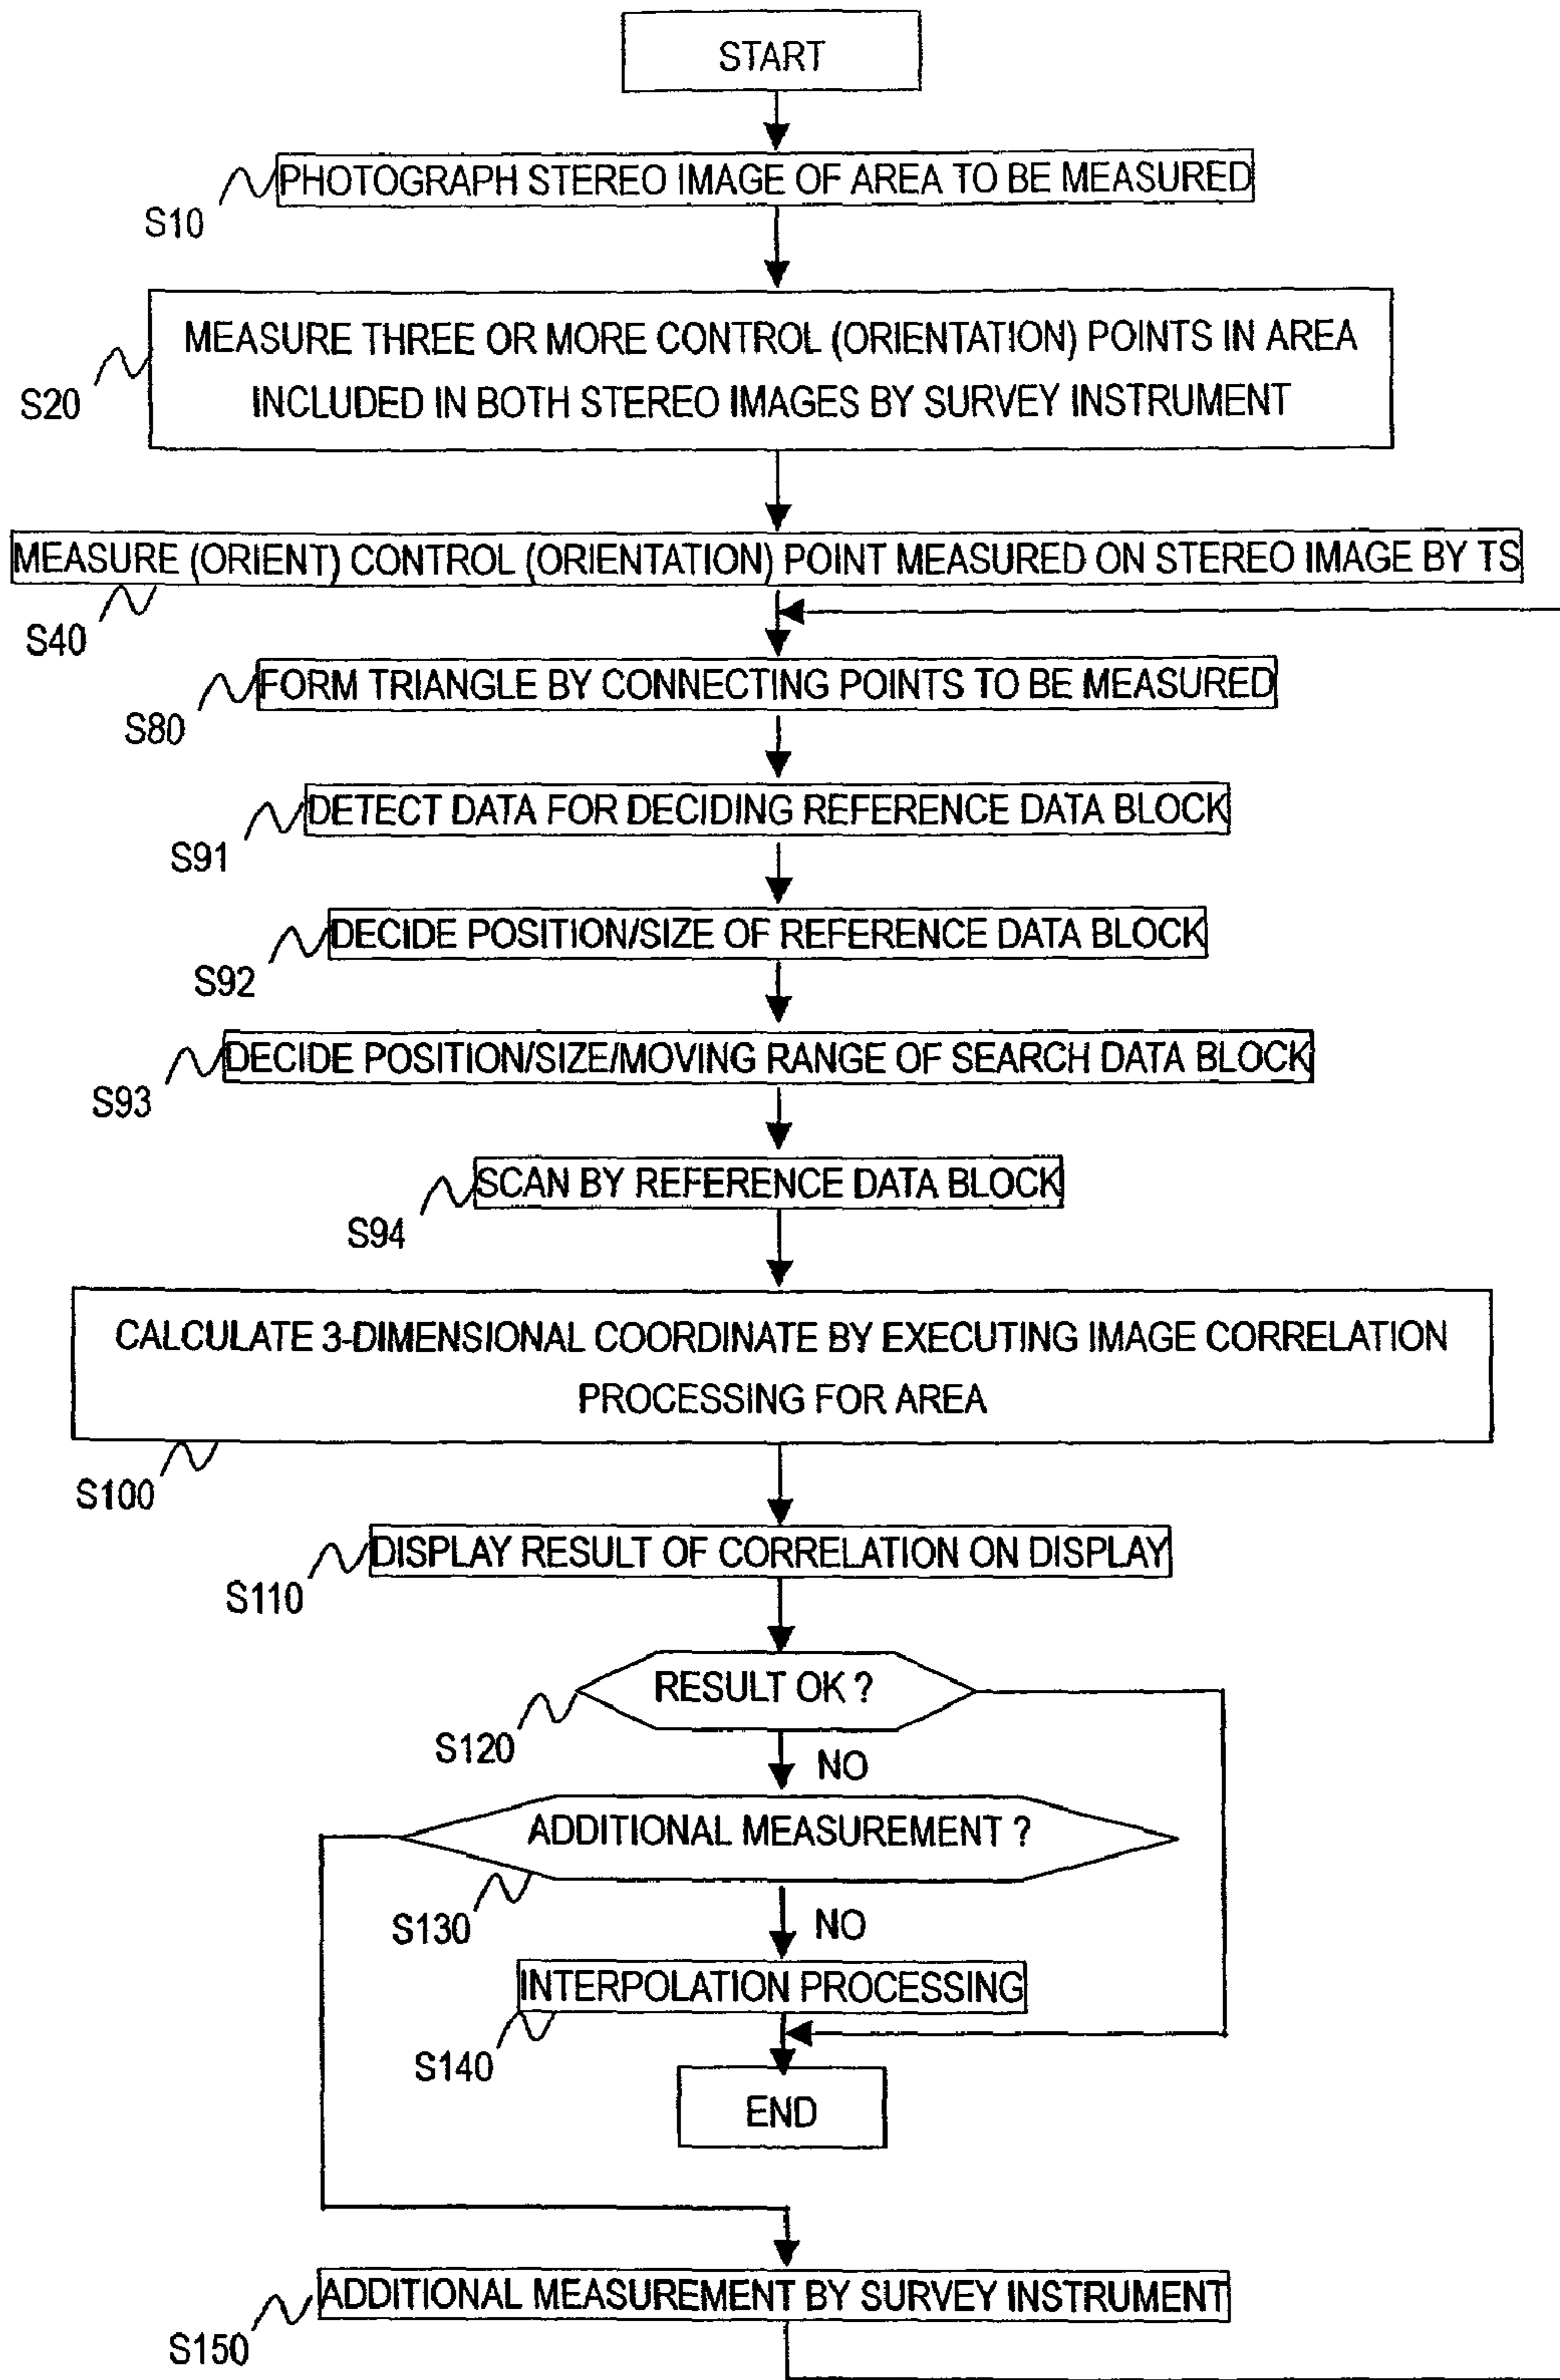 START
PHOTOGRAPH STEREO IMAGE OF AREA TO BE MEASURED
S10
MEASURE THREE OR MORE CONTROL (ORIENTATION) POINTS IN AREA
INCLUDED IN BOTH STEREO IMAGES BY SURVEY INSTRUMENT
S20
MEASURE (ORIENT) CONTROL (ORIENTATION) POINT MEASURED ON STEREO IMAGE BY TS
S40
FORM TRIANGLE BY CONNECTING POINTS TO BE MEASURED
S80
DETECT DATA FOR DECIDING REFERENCE DATA BLOCK
S91
DECIDE POSITION/SIZE OF REFERENCE DATA BLOCK
S92
DECIDE POSITION/SIZE/MOVING RANGE OF SEARCH DATA BLOCK
S93
SCAN BY REFERENCE DATA BLOCK
S94
CALCULATE 3-DIMENSIONAL COORDINATE BY EXECUTING IMAGE CORRELATION
PROCESSING FOR AREA
S100
DISPLAY RESULT OF CORRELATION ON DISPLAY
S110
RESULT OK ?
S120
NO
ADDITIONAL MEASUREMENT ?
S130
NO
INTERPOLATION PROCESSING
S140
END
ADDITIONAL MEASUREMENT BY SURVEY INSTRUMENT
S150